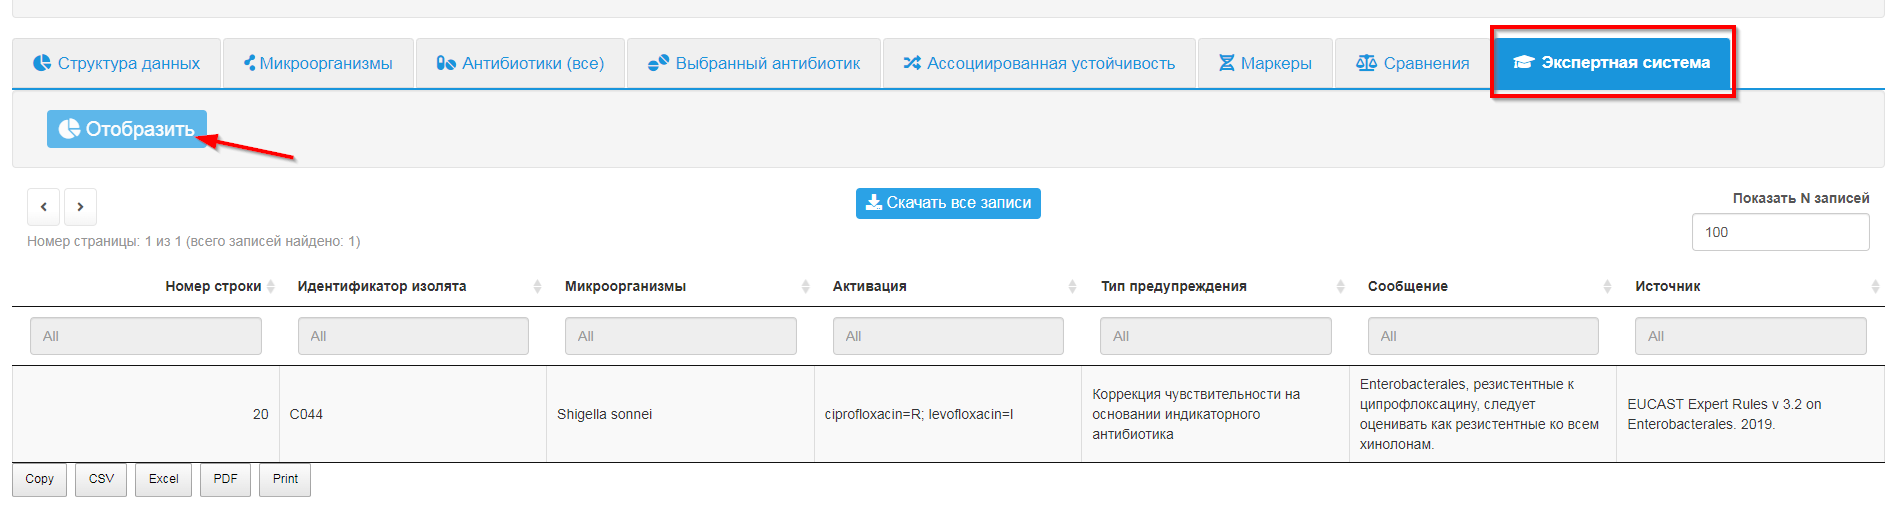 Структура данных
Микроорганизмы
Антибиотики (все)
Выбранный антибиотик
Ассоциированная устойчивость
Маркеры
Сравнения
Экспертная система
Отобразить
Скачать все записи
Показать N записей
Номер страницы: 1 из 1 (всего записей найдено: 1)
100
Номер строки
Идентификатор изолята
Микроорганизмы
Активация
Тип предупреждения
Сообщение
Источник
All
All
All
All
All
All
All
20
C044
Shigella sonnei
ciprofloxacin=R; levofloxacin=I
Коррекция чувствительности на
основании индикаторного
антибиотика
Enterobacterales, резистентные к
ципрофлоксацину, следует
оценивать как резистентные ко всем
хинолонам.
EUCAST Expert Rules v 3.2 on
Enterobacterales. 2019.
Copy
CSV
Excel
PDF
Print